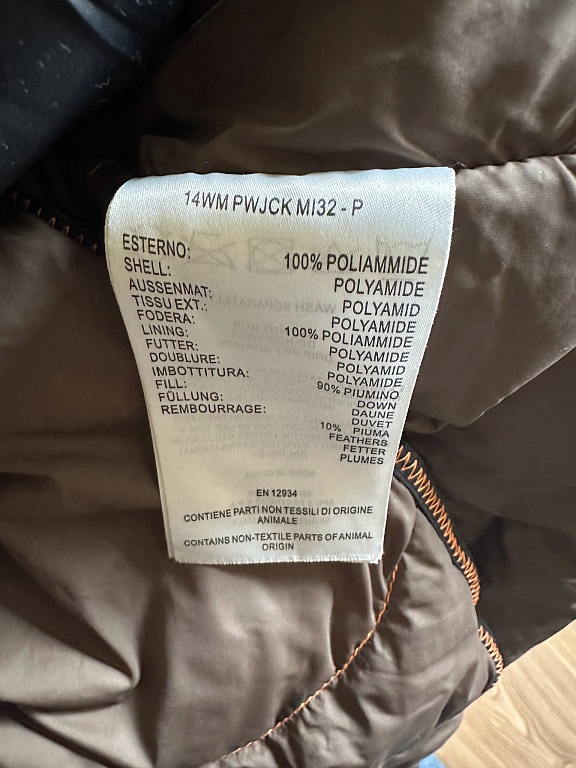 14WM PWJCK MI32 - P
ESTERNO: 100% POLIAMMIDE
SHELL: POLYAMIDE
AUSSENMAT: POLYAMID
TISSU EXT.: POLYAMIDE
FODERA: 100% POLIAMMIDE
LINING: POLYAMIDE
FUTTER: POLYAMID
DOUBLURE: POLYAMIDE
IMBOTTITURA: 90% PIUMINO
FILL: DOWN
FÜLLUNG: DAUNE
REMBOURRAGE: DUVET
10% PIUMA
FEATHERS
FETTER
PLUMES
EN 12934
CONTIENE PARTI NON TESSILI DI ORIGINE
ANIMALE
CONTAINS NON-TEXTILE PARTS OF ANIMAL
ORIGIN